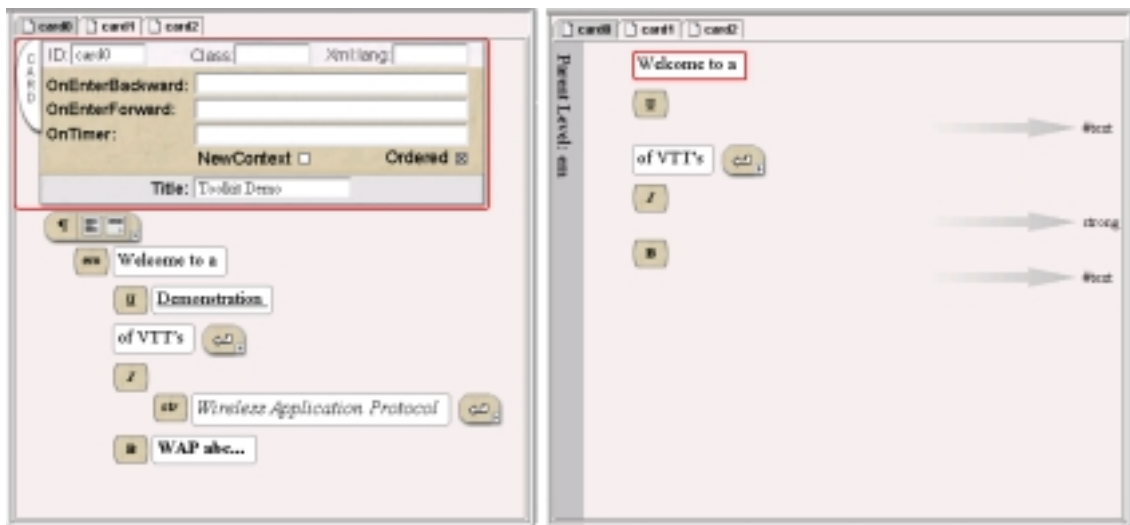 card0 card1 card2
CARD
ID: card0 Class: Xml:lang:
OnEnterBackward:
OnEnterForward:
OnTimer:
NewContext Ordered
Title: Toolkit Demo
¶
em Welcome to a
U Demonstration
of VTT's
I
str Wireless Application Protocol
B WAP abc...
card0 card1 card2
Parent Level: em
Welcome to a
U
#text
of VTT's
I
strong
B
#text